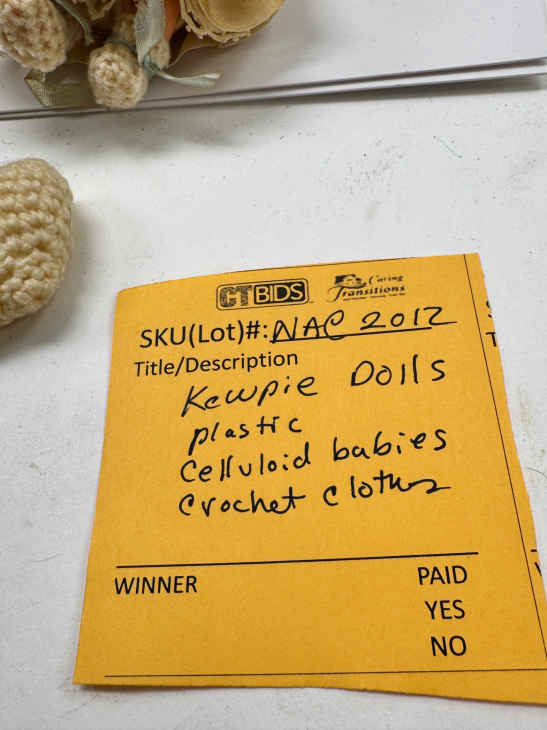 CTBIDS
Caring
Transitions
SKU(Lot)#: NAC 2012
Title/Description
Kewpie Dolls
plastic
Celluloid babies
Crochet clothes
WINNER PAID
YES
NO